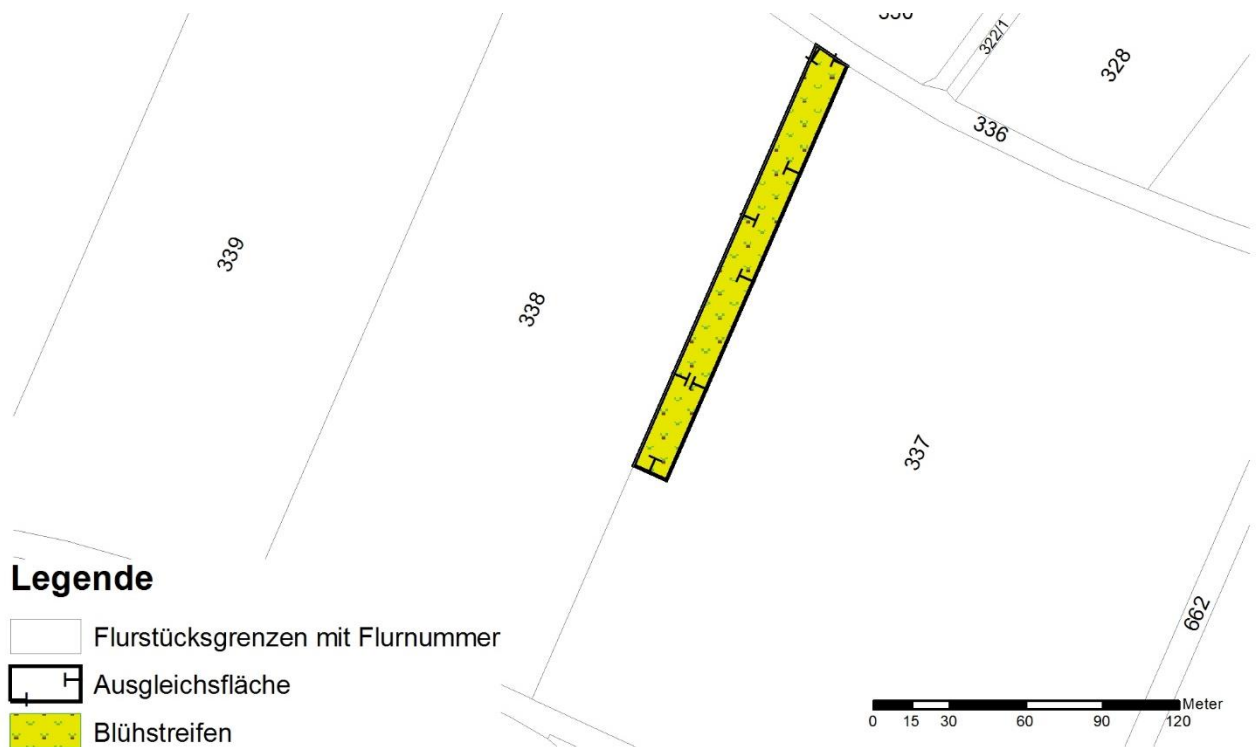 322/1
328
336
339
338
337
662
Legende
Flurstücksgrenzen mit Flurnummer
Ausgleichsfläche
Blühstreifen
Meter
0 15 30 60 90 120